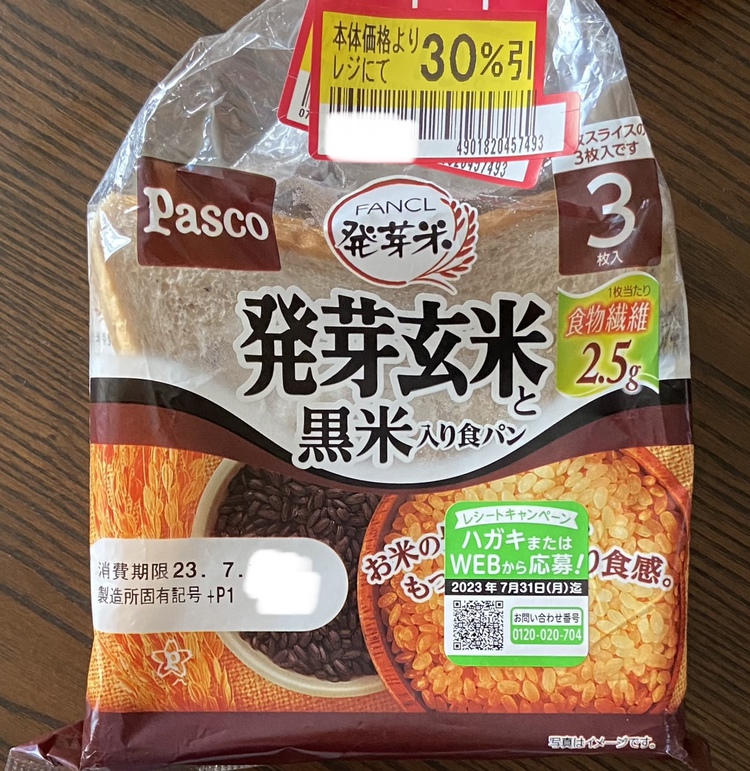 本体価格より
レジにて 30%引
4901820457493
スライスの
3枚入です
Pasco
FANCL
発芽米
3
枚入
1枚当たり
食物繊維
2.5g
発芽玄米と
黒米入り食パン
レシートキャンペーン
ハガキまたは
WEBから応募!
2023年7月31日(月)迄
お問い合わせ番号
0120-020-704
お米の
り食感。
もっ
消費期限 23. 7.
製造所固有記号 +P1
写真はイメージです。